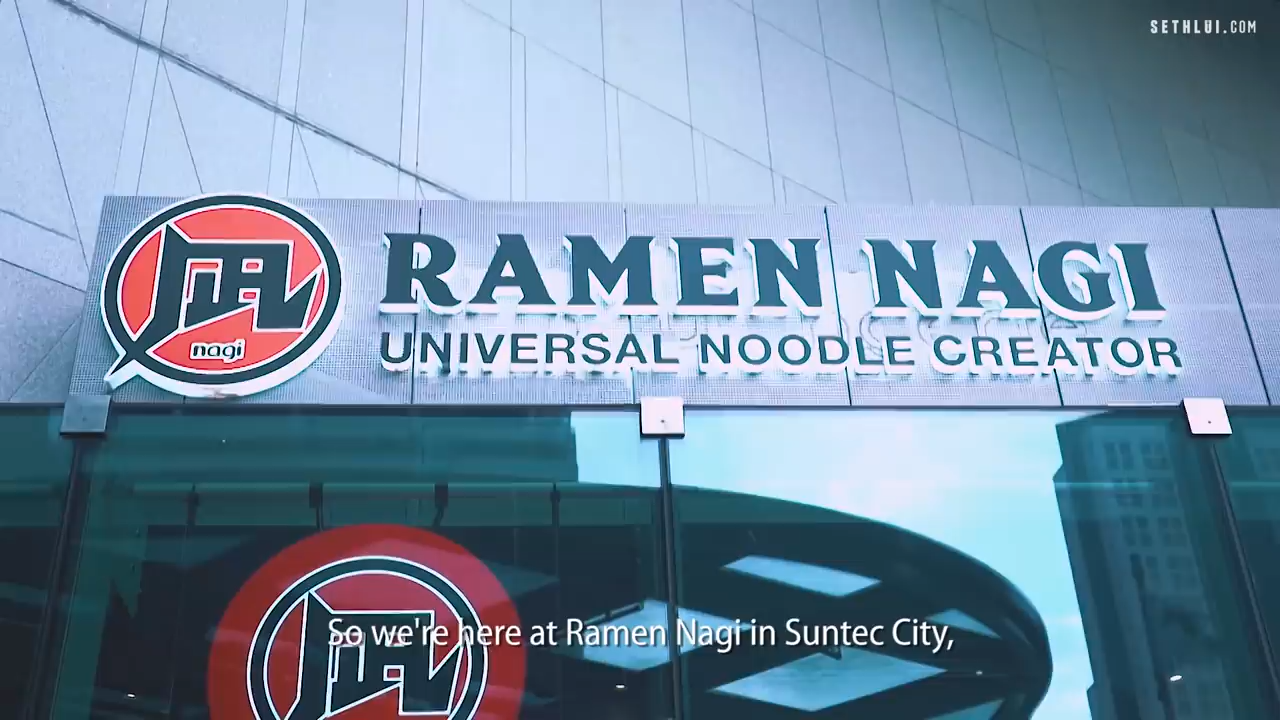 SETHLUI.COM
RAMEN NAGI
UNIVERSAL NOODLE CREATOR
nagi
So we're here at Ramen Nagi in Suntec City,